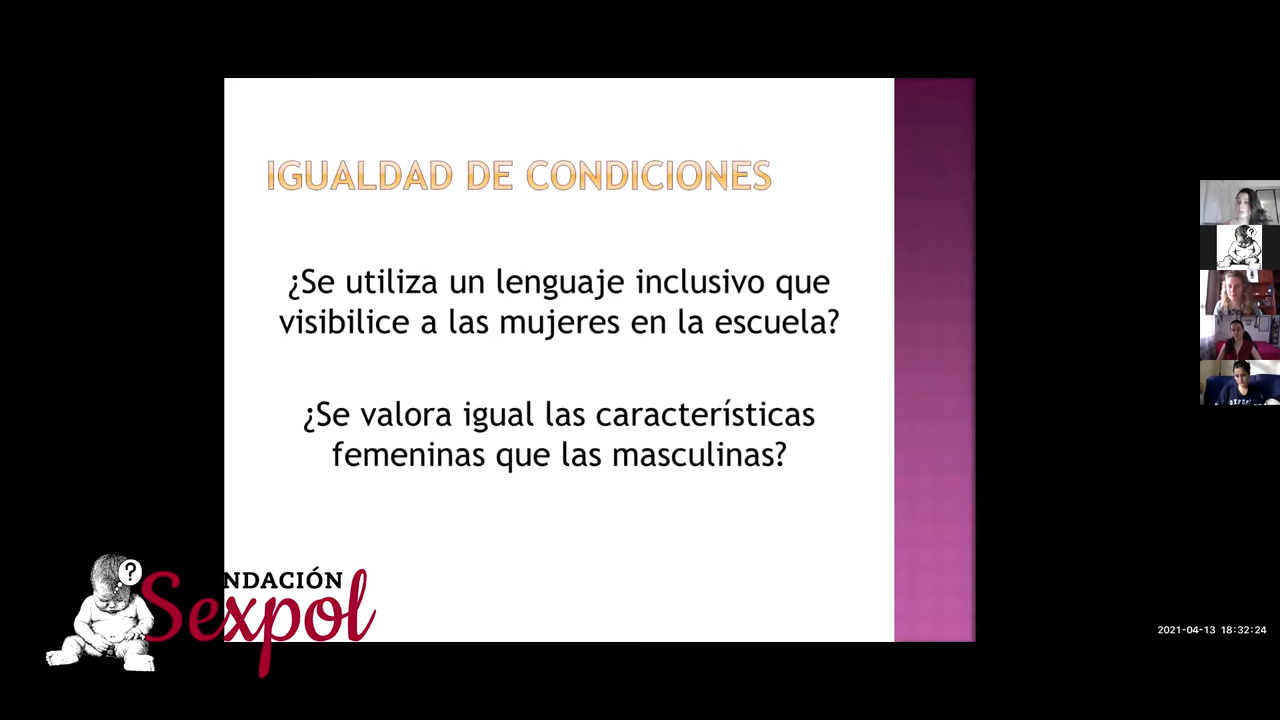 IGUALDAD DE CONDICIONES
¿Se utiliza un lenguaje inclusivo que
visibilice a las mujeres en la escuela?
¿Se valora igual las características
femeninas que las masculinas?
?
NDACIÓN
Sexpol
2021-04-13 18:32:24